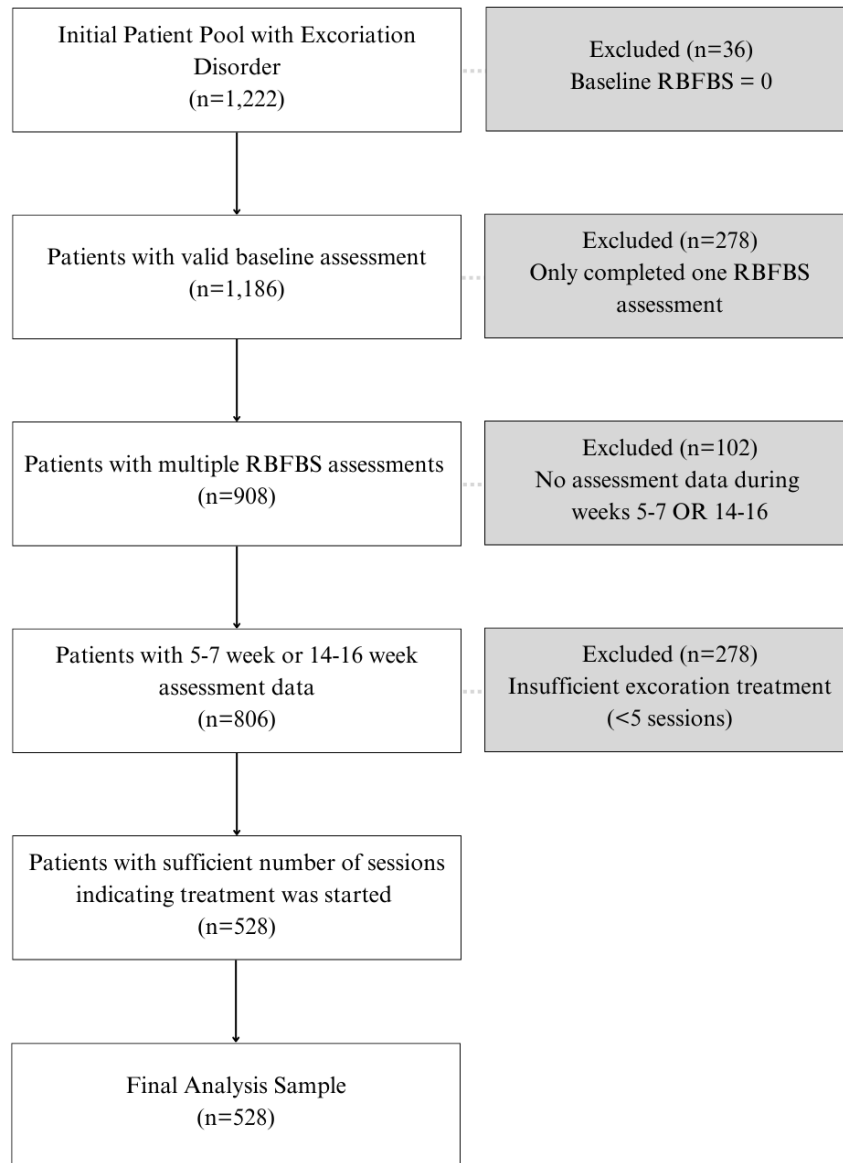 Initial Patient Pool with Excoriation
Disorder
(n=1,222)
Excluded (n=36)
Baseline RBFBS = 0
Patients with valid baseline assessment
(n=1,186)
Excluded (n=278)
Only completed one RBFBS
assessment
Patients with multiple RBFBS assessments
(n=908)
Excluded (n=102)
No assessment data during
weeks 5-7 OR 14-16
Patients with 5-7 week or 14-16 week
assessment data
(n=806)
Excluded (n=278)
Insufficient excoration treatment
(<5 sessions)
Patients with sufficient number of sessions
indicating treatment was started
(n=528)
Final Analysis Sample
(n=528)